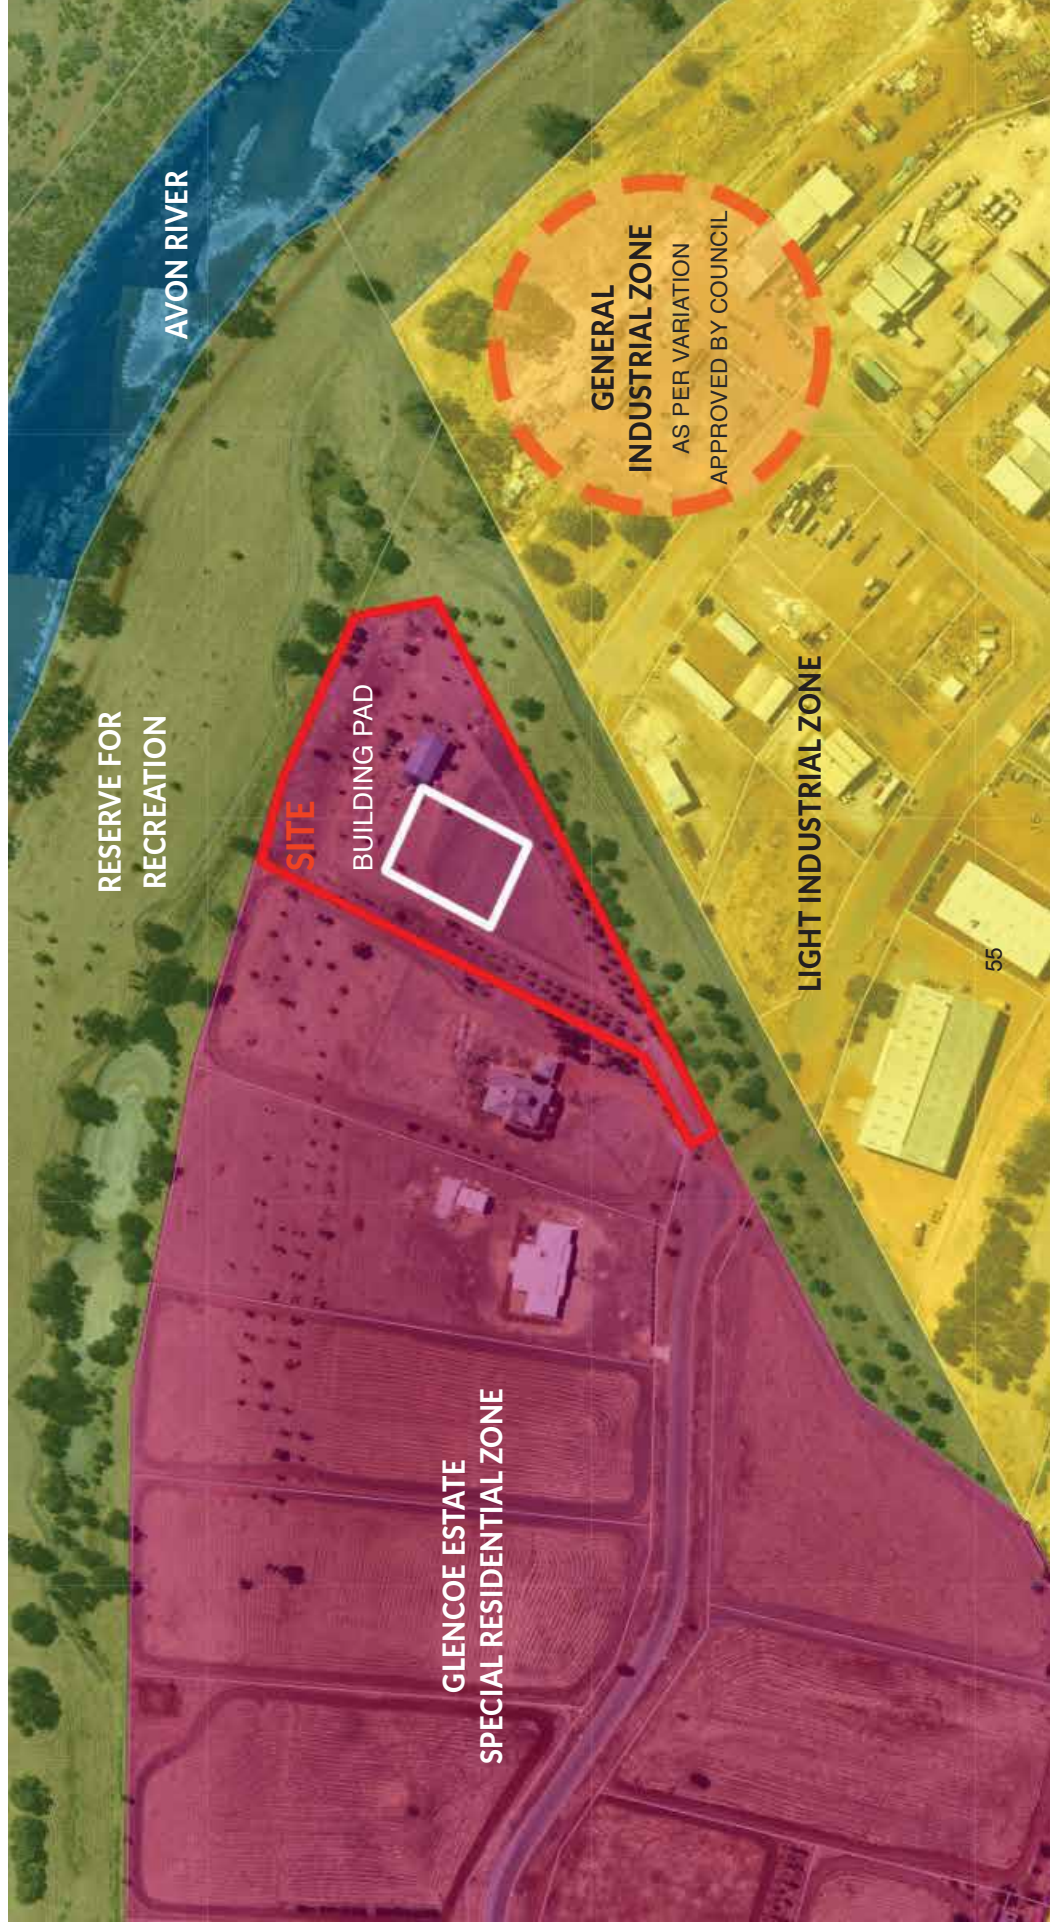 AVON RIVER
RESERVE FOR
RECREATION
SITE
BUILDING PAD
GENERAL
INDUSTRIAL ZONE
AS PER VARIATION
APPROVED BY COUNCIL
GLENCOE ESTATE
SPECIAL RESIDENTIAL ZONE
LIGHT INDUSTRIAL ZONE
55